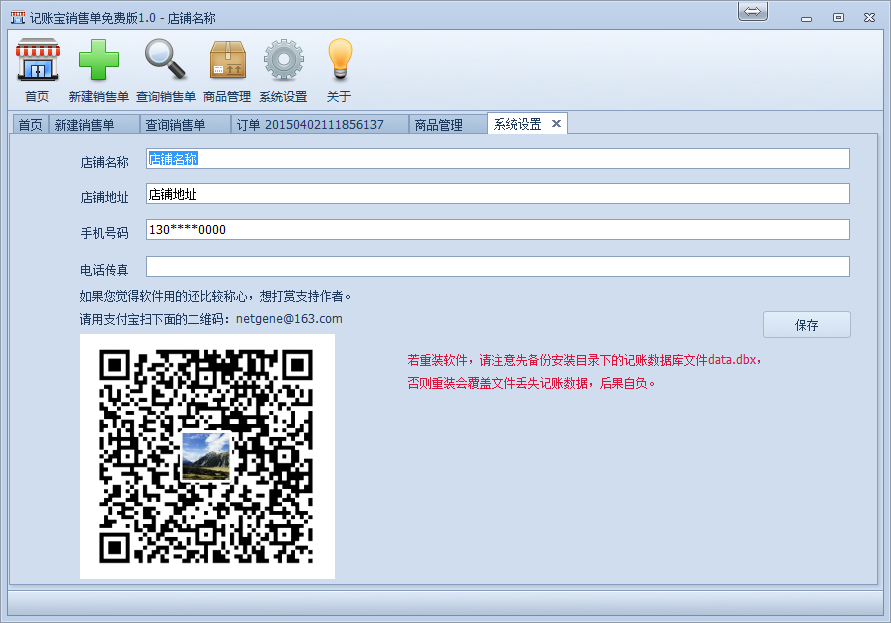 记账宝销售单免费版1.0 - 店铺名称
首页 新建销售单 查询销售单 商品管理 系统设置 关于
首页 新建销售单 查询销售单 订单 20150402111856137 商品管理 系统设置
店铺名称 店铺名称
店铺地址 店铺地址
手机号码 130****0000
电话传真
如果您觉得软件用的还比较称心，想打赏支持作者。
请用支付宝扫下面的二维码：netgene@163.com
保存
若重装软件，请注意先备份安装目录下的记账数据库文件data.dbx，
否则重装会覆盖文件丢失记账数据，后果自负。